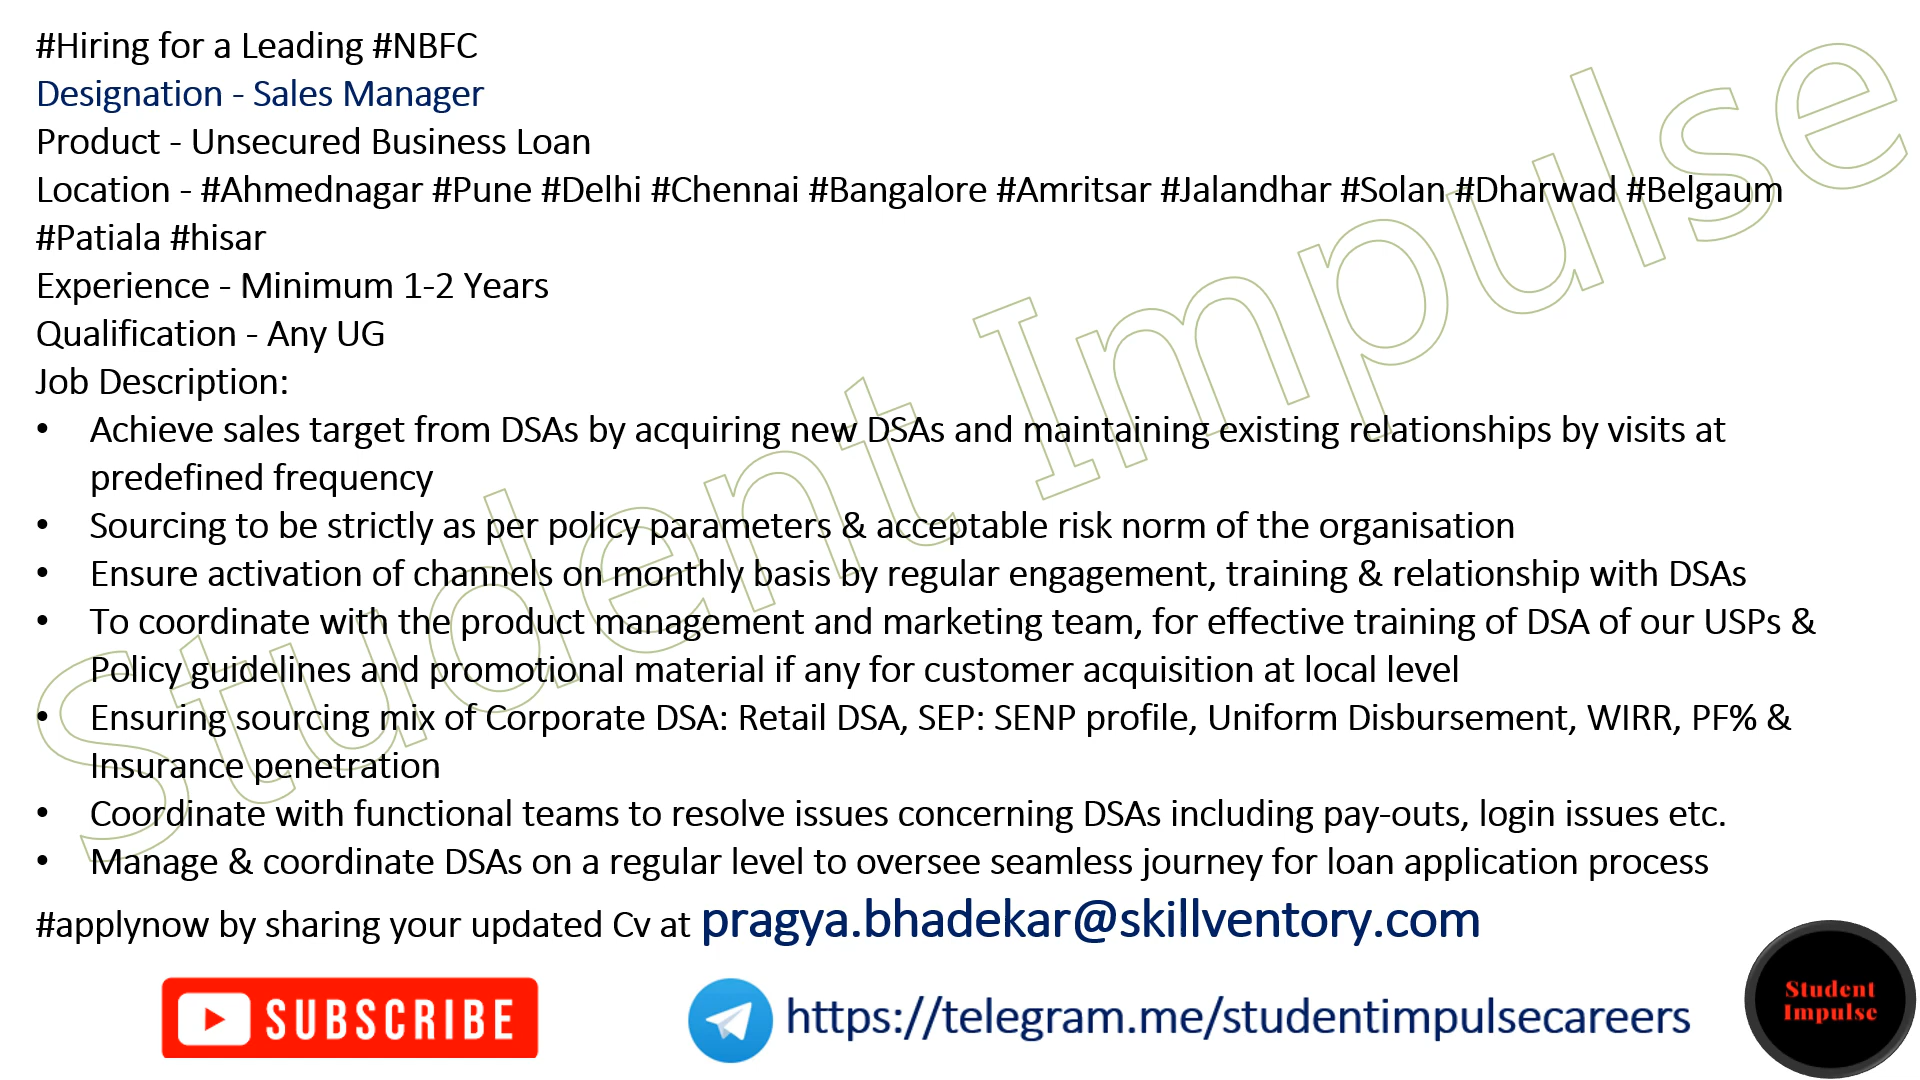 #Hiring for a Leading #NBFC
Designation - Sales Manager
Product - Unsecured Business Loan
Location - #Ahmednagar #Pune #Delhi #Chennai #Bangalore #Amritsar #Jalandhar #Solan #Dharwad #Belgaum
#Patiala #hisar
Experience - Minimum 1-2 Years
Qualification - Any UG
Job Description:
• Achieve sales target from DSAs by acquiring new DSAs and maintaining existing relationships by visits at
predefined frequency
• Sourcing to be strictly as per policy parameters & acceptable risk norm of the organisation
• Ensure activation of channels on monthly basis by regular engagement, training & relationship with DSAs
• To coordinate with the product management and marketing team, for effective training of DSA of our USPs &
Policy guidelines and promotional material if any for customer acquisition at local level
• Ensuring sourcing mix of Corporate DSA: Retail DSA, SEP: SENP profile, Uniform Disbursement, WIRR, PF% &
Insurance penetration
• Coordinate with functional teams to resolve issues concerning DSAs including pay-outs, login issues etc.
• Manage & coordinate DSAs on a regular level to oversee seamless journey for loan application process
#applynow by sharing your updated Cv at pragya.bhadekar@skillventory.com
SUBSCRIBE
https://telegram.me/studentimpulsecareers
Student
Impulse
Student Impulse